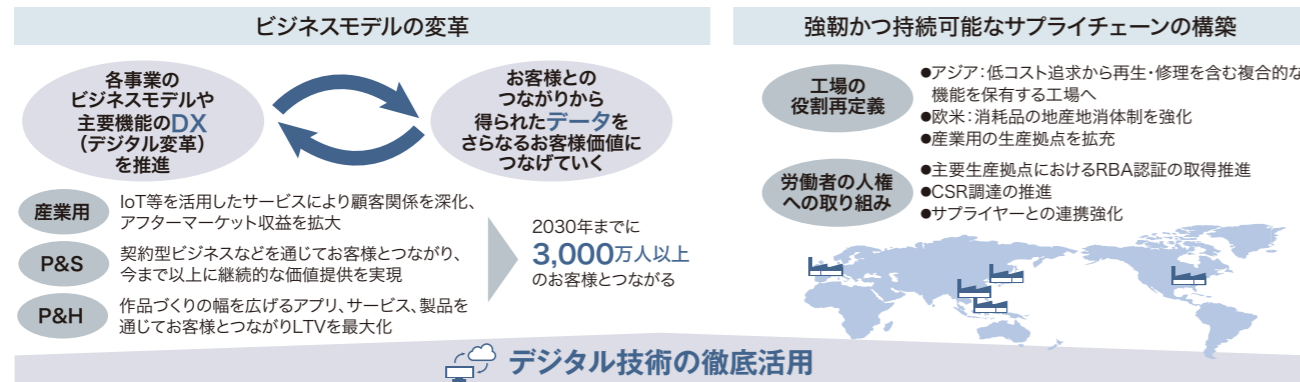 ビジネスモデルの変革
各事業の
ビジネスモデルや
主要機能のDX
（デジタル変革）
を推進
お客様との
つながりから
得られたデータを
さらなるお客様価値に
つなげていく
産業用
IoT等を活用したサービスにより顧客関係を深化、
アフターマーケット収益を拡大
P&S
契約型ビジネスなどを通じてお客様とつながり、
今まで以上に継続的な価値提供を実現
P&H
作品づくりの幅を広げるアプリ、サービス、製品を
通じてお客様とつながりLTVを最大化
2030年までに
3,000万人以上
のお客様とつながる
強靭かつ持続可能なサプライチェーンの構築
工場の
役割再定義
●アジア：低コスト追求から再生・修理を含む複合的な
機能を保有する工場へ
●欧米：消耗品の地産地消体制を強化
●産業用の生産拠点を拡充
労働者の人権
への取り組み
●主要生産拠点におけるRBA認証の取得推進
●CSR調達の推進
●サプライヤーとの連携強化
デジタル技術の徹底活用